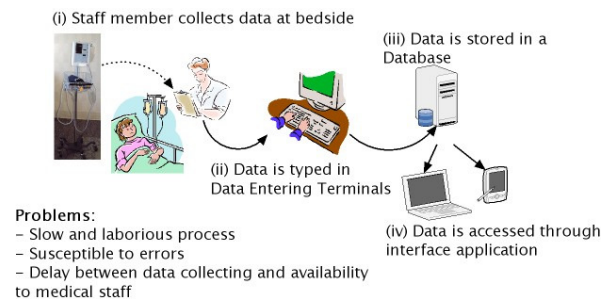 (i) Staff member collects data at bedside
(iii) Data is stored in a
Database
(ii) Data is typed in
Data Entering Terminals
(iv) Data is accessed through
interface application
Problems:
– Slow and laborious process
– Susceptible to errors
– Delay between data collecting and availability
to medical staff